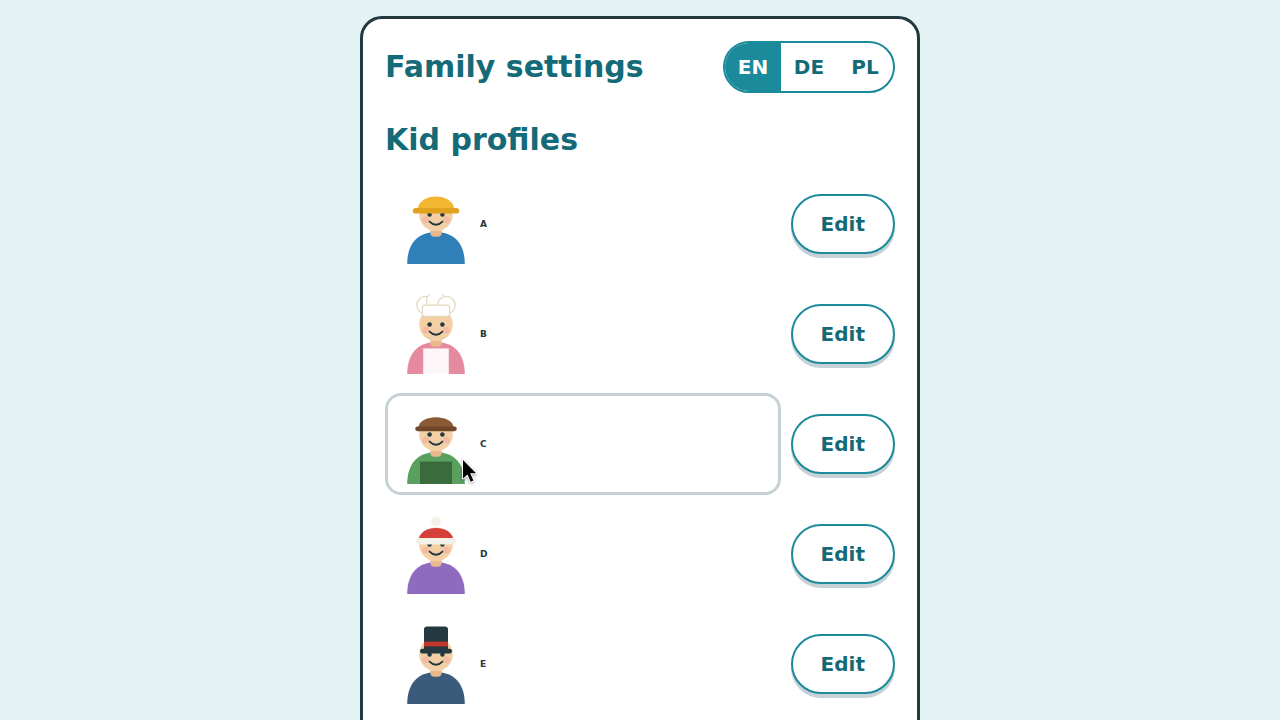 Family settings
EN DE PL
Kid profiles
A
Edit
B
Edit
C
Edit
D
Edit
E
Edit